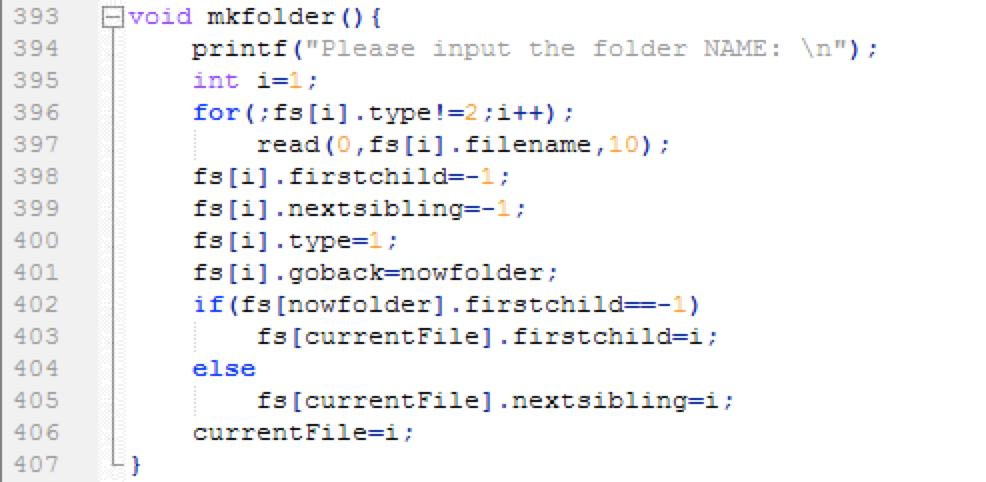 393 void mkfolder(){
394 printf("Please input the folder NAME: \n");
395 int i=1;
396 for(;fs[i].type!=2;i++);
397 read(0,fs[i].filename,10);
398 fs[i].firstchild=-1;
399 fs[i].nextsibling=-1;
400 fs[i].type=1;
401 fs[i].goback=nowfolder;
402 if(fs[nowfolder].firstchild==-1)
403 fs[currentFile].firstchild=i;
404 else
405 fs[currentFile].nextsibling=i;
406 currentFile=i;
407 }